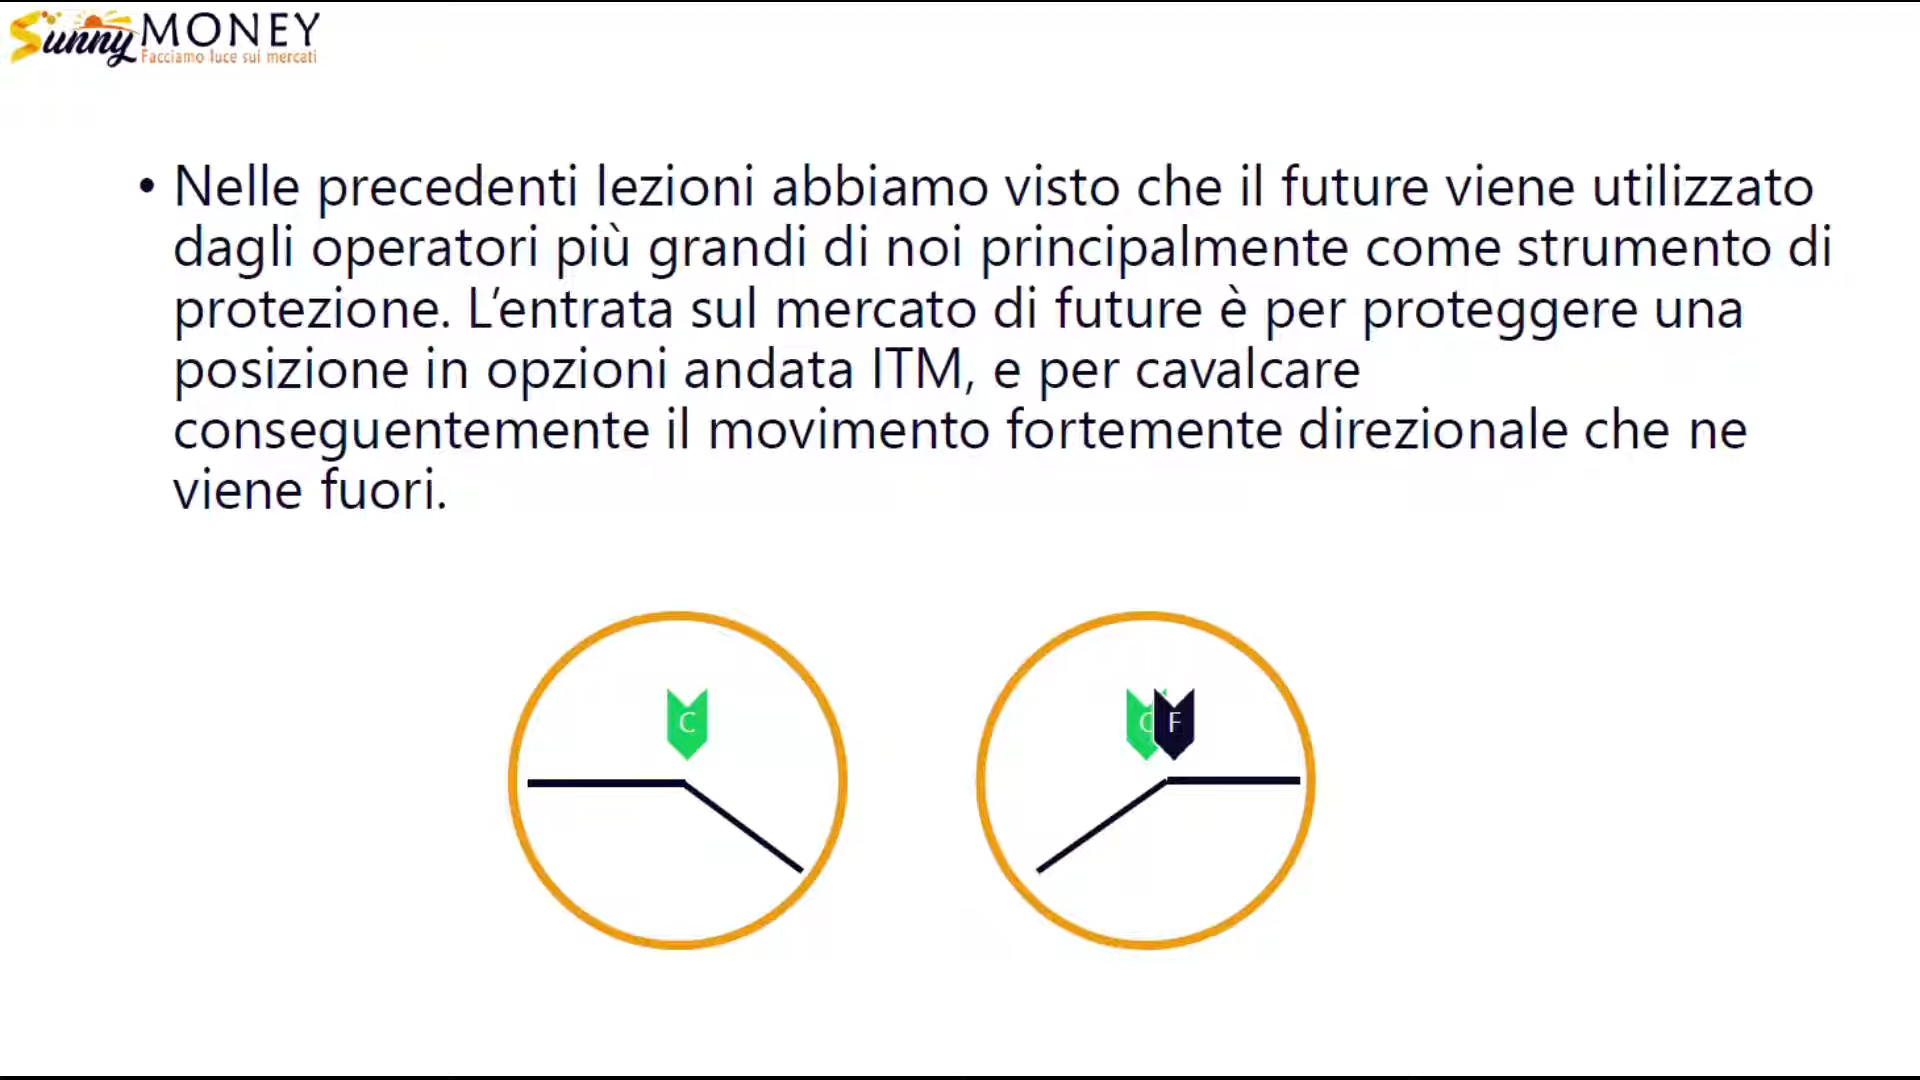 Sunny MONEY
Facciamo luce sui mercati
• Nelle precedenti lezioni abbiamo visto che il future viene utilizzato
dagli operatori più grandi di noi principalmente come strumento di
protezione. L’entrata sul mercato di future è per proteggere una
posizione in opzioni andata ITM, e per cavalcare
conseguentemente il movimento fortemente direzionale che ne
viene fuori.
C
C F